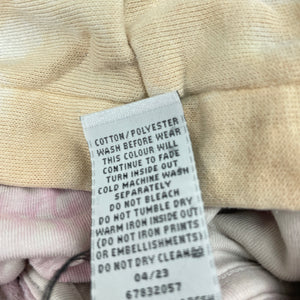 COTTON/POLYESTER
WASH BEFORE WEAR
THIS COLOUR WILL
CONTINUE TO FADE
TURN INSIDE OUT
COLD MACHINE WASH
SEPARATELY
DO NOT BLEACH
DO NOT TUMBLE DRY
WARM IRON INSIDE OUT
(DO NOT IRON PRINTS
OR EMBELLISHMENTS)
DO NOT DRY CLEAN
04/23
67832057